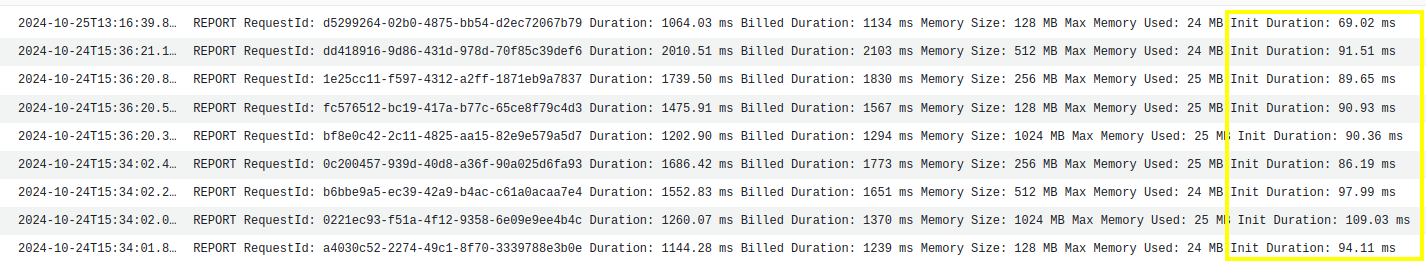 2024-10-25T13:16:39.8… REPORT RequestId: d5299264-02b0-4875-bb54-d2ec72067b79 Duration: 1064.03 ms Billed Duration: 1134 ms Memory Size: 128 MB Max Memory Used: 24 MB Init Duration: 69.02 ms
2024-10-24T15:36:21.1… REPORT RequestId: dd418916-9d86-431d-978d-70f85c39def6 Duration: 2010.51 ms Billed Duration: 2103 ms Memory Size: 512 MB Max Memory Used: 24 MB Init Duration: 91.51 ms
2024-10-24T15:36:20.8… REPORT RequestId: 1e25cc11-f597-4312-a2ff-1871eb9a7837 Duration: 1739.50 ms Billed Duration: 1830 ms Memory Size: 256 MB Max Memory Used: 25 MB Init Duration: 89.65 ms
2024-10-24T15:36:20.5… REPORT RequestId: fc576512-bc19-417a-b77c-65ce8f79c4d3 Duration: 1475.91 ms Billed Duration: 1567 ms Memory Size: 128 MB Max Memory Used: 25 MB Init Duration: 90.93 ms
2024-10-24T15:36:20.3… REPORT RequestId: bf8e0c42-2c11-4825-aa15-82e9e579a5d7 Duration: 1202.90 ms Billed Duration: 1294 ms Memory Size: 1024 MB Max Memory Used: 25 MB Init Duration: 90.36 ms
2024-10-24T15:34:02.4… REPORT RequestId: 0c200457-939d-40d8-a36f-90a025d6fa93 Duration: 1686.42 ms Billed Duration: 1773 ms Memory Size: 256 MB Max Memory Used: 25 MB Init Duration: 86.19 ms
2024-10-24T15:34:02.2… REPORT RequestId: b6bbe9a5-ec39-42a9-b4ac-c61a0acaa7e4 Duration: 1552.83 ms Billed Duration: 1651 ms Memory Size: 512 MB Max Memory Used: 24 MB Init Duration: 97.99 ms
2024-10-24T15:34:02.0… REPORT RequestId: 0221ec93-f51a-4f12-9358-6e09e9ee4b4c Duration: 1260.07 ms Billed Duration: 1370 ms Memory Size: 1024 MB Max Memory Used: 25 MB Init Duration: 109.03 ms
2024-10-24T15:34:01.8… REPORT RequestId: a4030c52-2274-49c1-8f70-3339788e3b0e Duration: 1144.28 ms Billed Duration: 1239 ms Memory Size: 128 MB Max Memory Used: 24 MB Init Duration: 94.11 ms